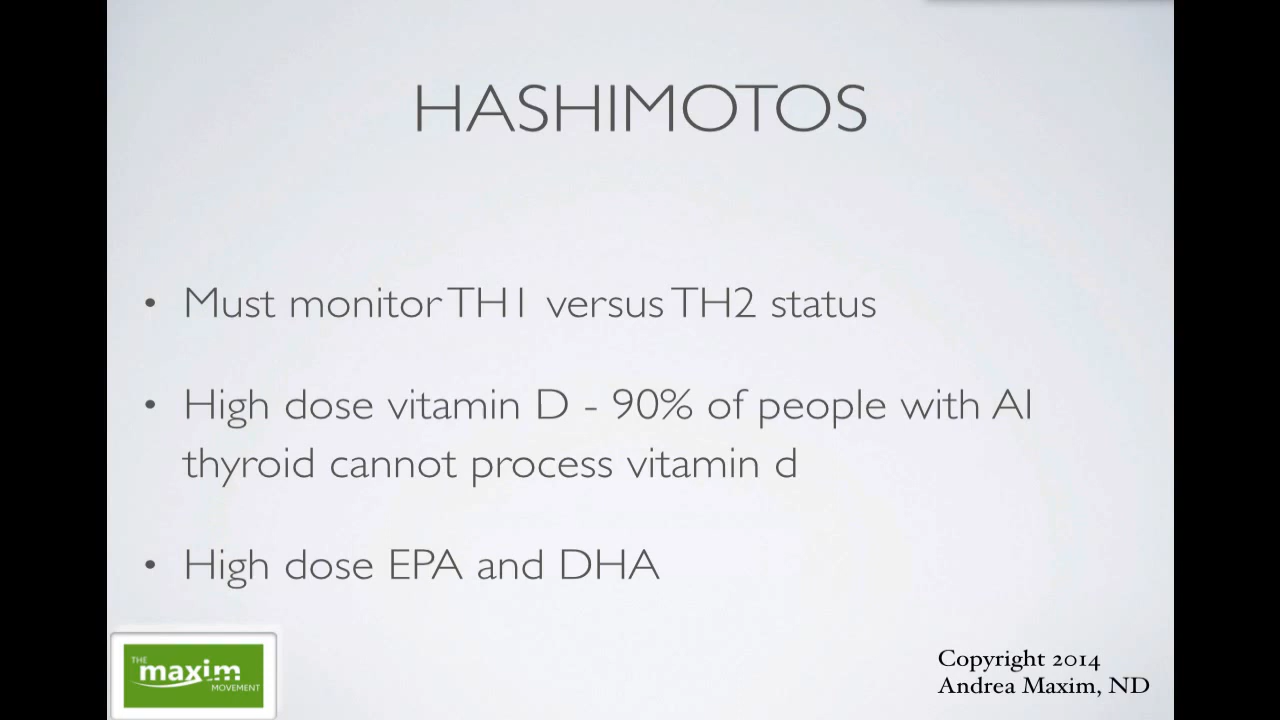 HASHIMOTOS
• Must monitor TH1 versus TH2 status
• High dose vitamin D - 90% of people with AI
thyroid cannot process vitamin d
• High dose EPA and DHA
THE
maxim
MOVEMENT
Copyright 2014
Andrea Maxim, ND